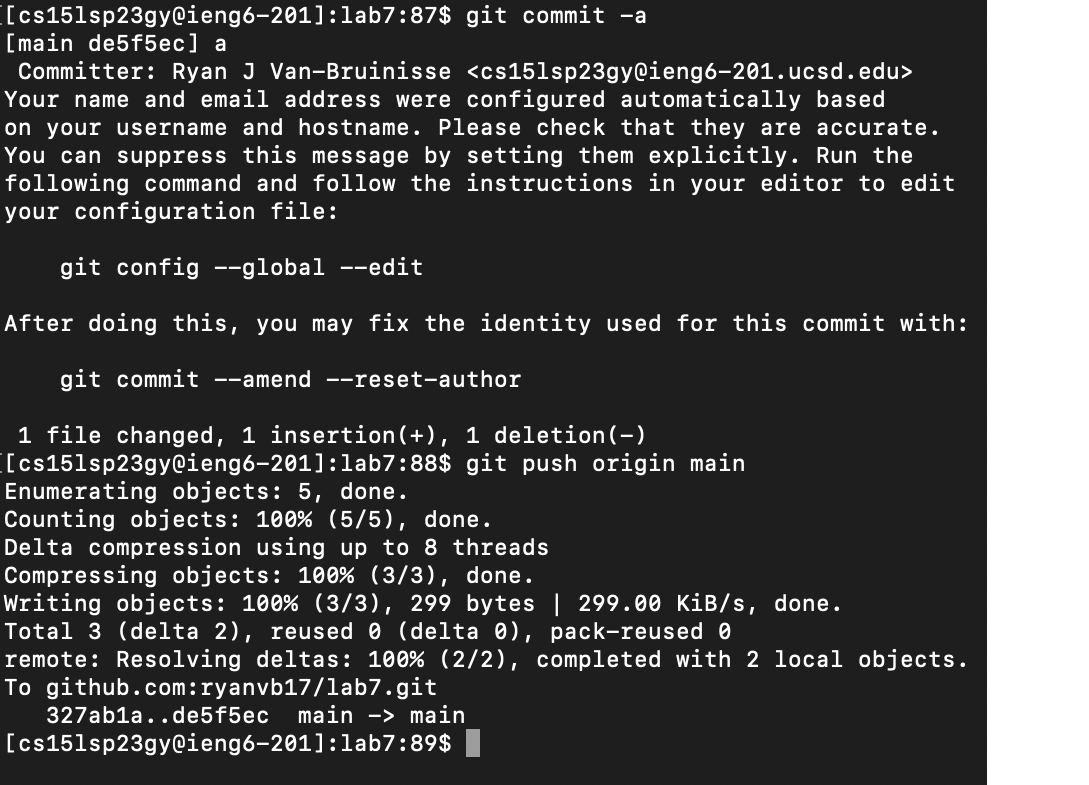 [[cs15lsp23gy@ieng6-201]:lab7:87$ git commit -a
[main de5f5ec] a
 Committer: Ryan J Van-Bruinisse <cs15lsp23gy@ieng6-201.ucsd.edu>
Your name and email address were configured automatically based
on your username and hostname. Please check that they are accurate.
You can suppress this message by setting them explicitly. Run the
following command and follow the instructions in your editor to edit
your configuration file:

    git config --global --edit

After doing this, you may fix the identity used for this commit with:

    git commit --amend --reset-author

 1 file changed, 1 insertion(+), 1 deletion(-)
[[cs15lsp23gy@ieng6-201]:lab7:88$ git push origin main
Enumerating objects: 5, done.
Counting objects: 100% (5/5), done.
Delta compression using up to 8 threads
Compressing objects: 100% (3/3), done.
Writing objects: 100% (3/3), 299 bytes | 299.00 KiB/s, done.
Total 3 (delta 2), reused 0 (delta 0), pack-reused 0
remote: Resolving deltas: 100% (2/2), completed with 2 local objects.
To github.com:ryanvb17/lab7.git
   327ab1a..de5f5ec  main -> main
[cs15lsp23gy@ieng6-201]:lab7:89$